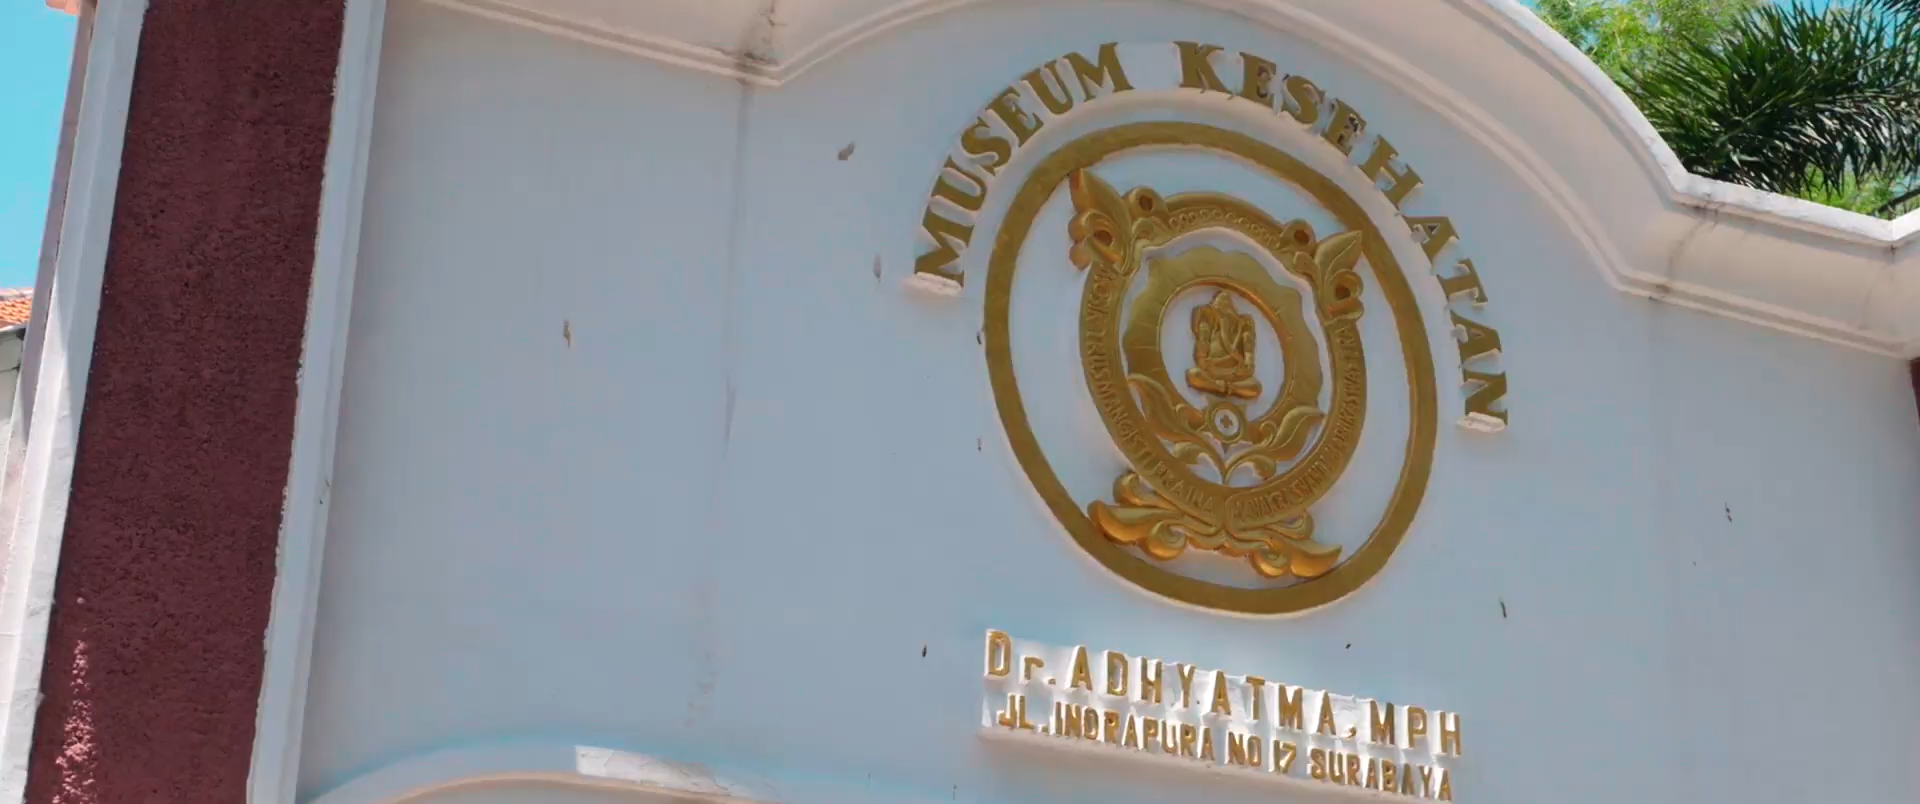 MUSEUM KESEHATAN
Dr. ADHYATMA, MPH
JL. INDRAPURA NO 17 SURABAYA